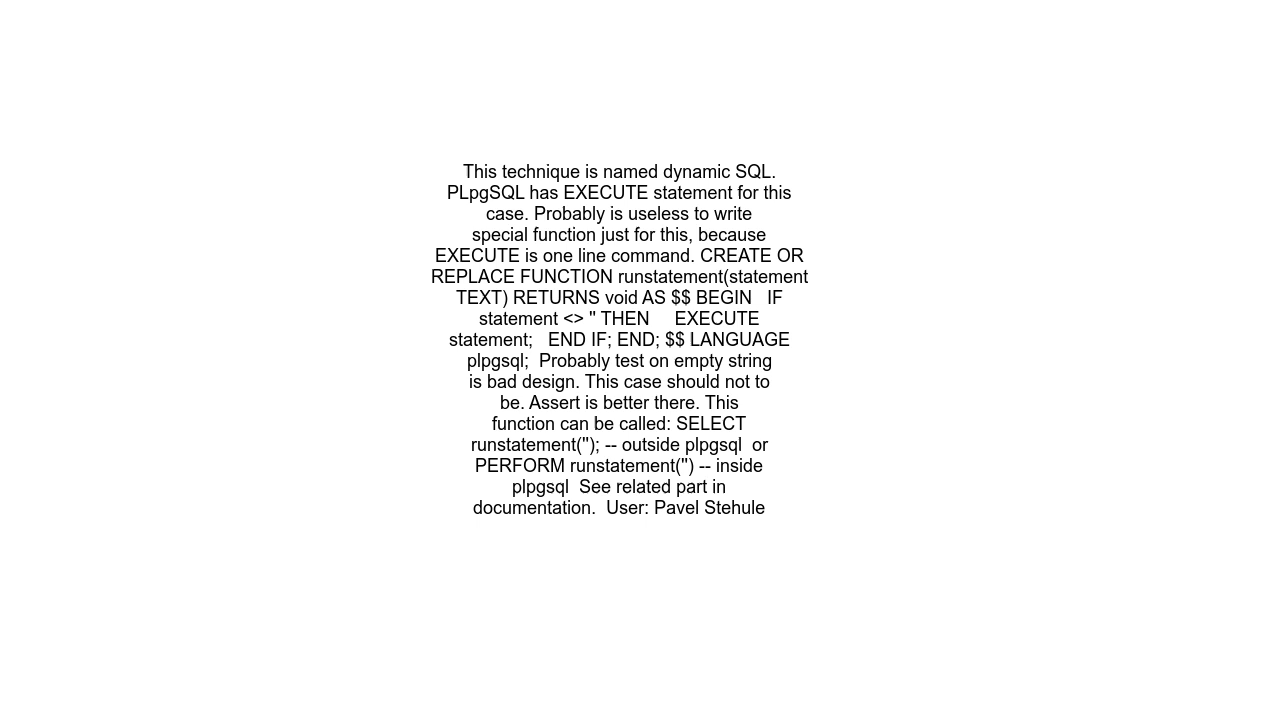 This technique is named dynamic SQL.
PLpgSQL has EXECUTE statement for this
case. Probably is useless to write
special function just for this, because
EXECUTE is one line command. CREATE OR
REPLACE FUNCTION runstatement(statement
TEXT) RETURNS void AS $$ BEGIN   IF
statement <> '' THEN     EXECUTE
statement;   END IF; END; $$ LANGUAGE
plpgsql;  Probably test on empty string
is bad design. This case should not to
be. Assert is better there. This
function can be called: SELECT
runstatement(''); -- outside plpgsql  or
PERFORM runstatement('') -- inside
plpgsql  See related part in
documentation.  User: Pavel Stehule